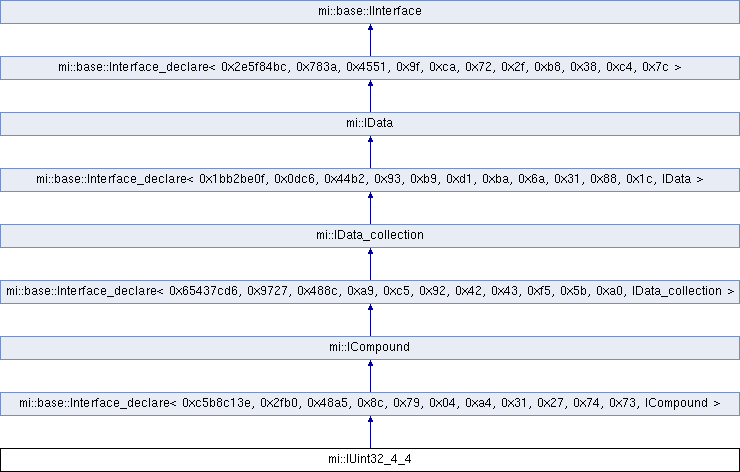 mi::base::IInterface
mi::base::Interface_declare< 0x2e5f84bc, 0x783a, 0x4551, 0x9f, 0xca, 0x72, 0x2f, 0xb8, 0x38, 0xc4, 0x7c >
mi::IData
mi::base::Interface_declare< 0x1bb2be0f, 0x0dc6, 0x44b2, 0x93, 0xb9, 0xd1, 0xba, 0x6a, 0x31, 0x88, 0x1c, IData >
mi::IData_collection
mi::base::Interface_declare< 0x65437cd6, 0x9727, 0x488c, 0xa9, 0xc5, 0x92, 0x42, 0x43, 0xf5, 0x5b, 0xa0, IData_collection >
mi::ICompound
mi::base::Interface_declare< 0xc5b8c13e, 0x2fb0, 0x48a5, 0x8c, 0x79, 0x04, 0xa4, 0x31, 0x27, 0x74, 0x73, ICompound >
mi::IUint32_4_4